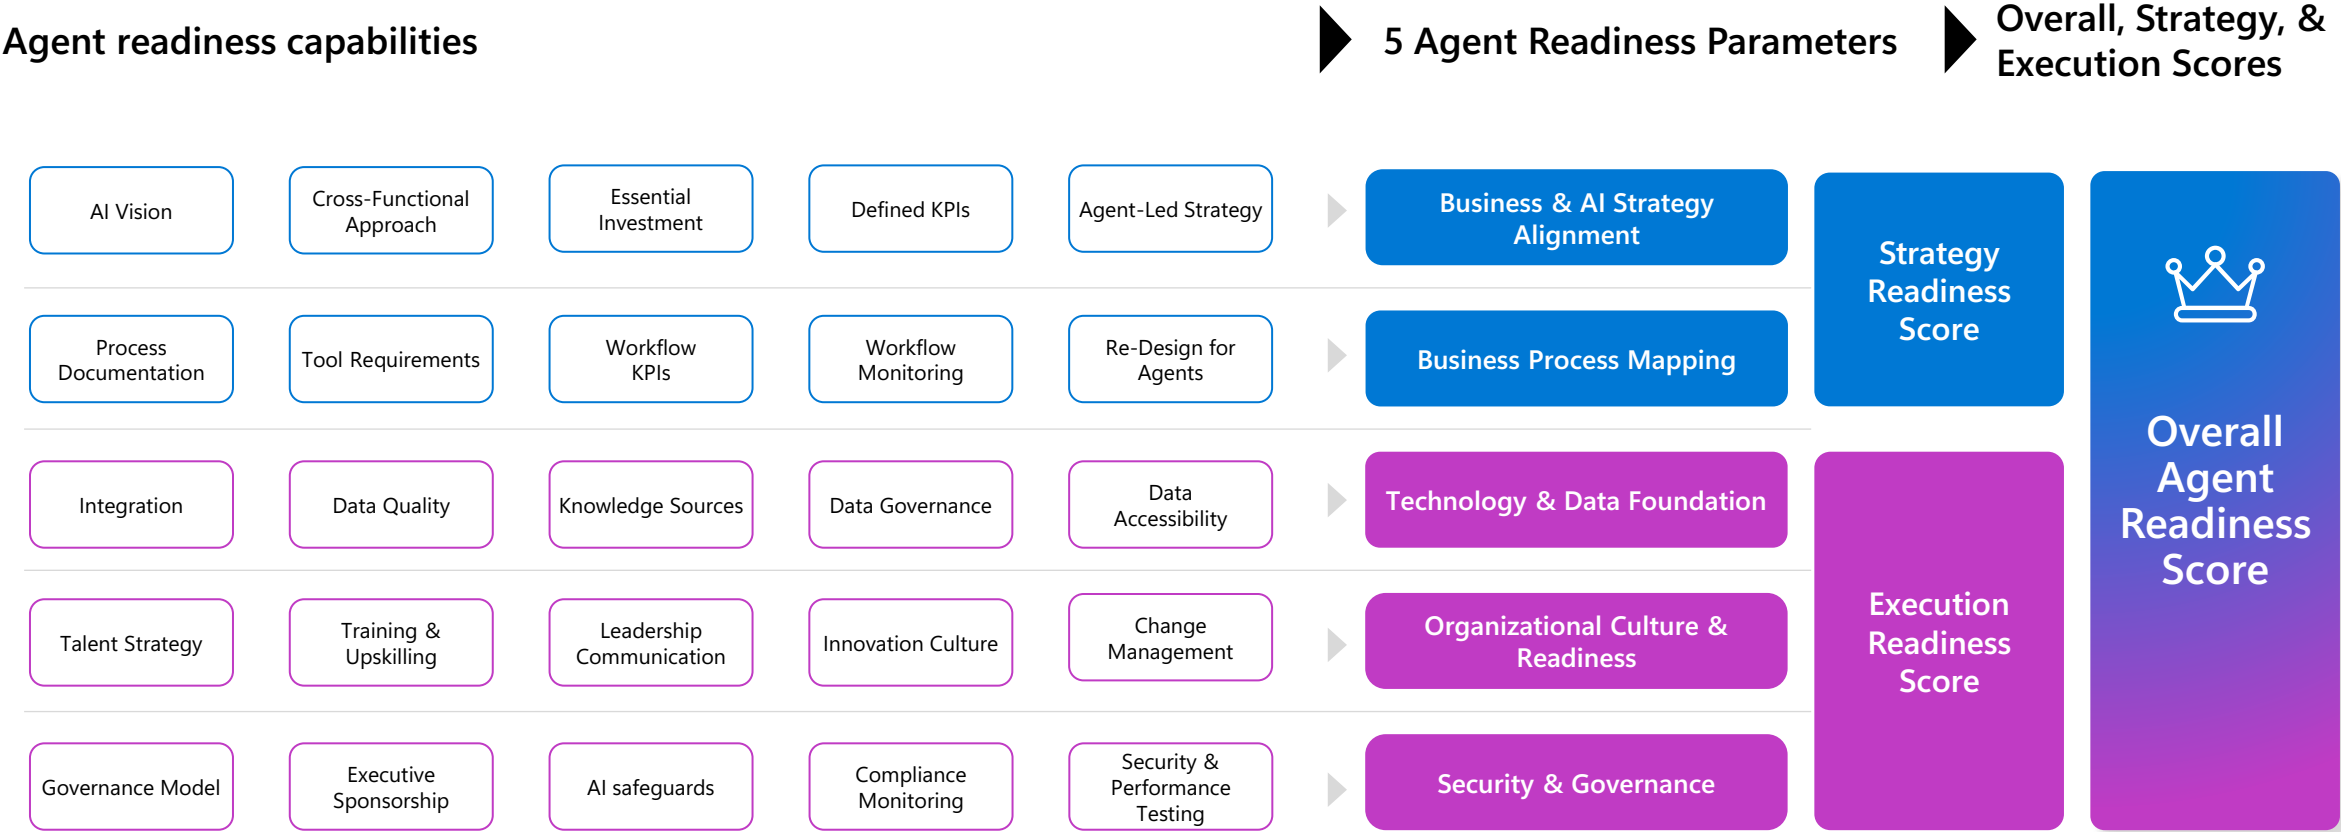 Agent readiness capabilities
5 Agent Readiness Parameters
Overall, Strategy, &
Execution Scores
AI Vision
Cross-Functional
Approach
Essential
Investment
Defined KPIs
Agent-Led Strategy
Business & AI Strategy
Alignment
Process
Documentation
Tool Requirements
Workflow
KPIs
Workflow
Monitoring
Re-Design for
Agents
Business Process Mapping
Strategy
Readiness
Score
Integration
Data Quality
Knowledge Sources
Data Governance
Data
Accessibility
Technology & Data Foundation
Talent Strategy
Training &
Upskilling
Leadership
Communication
Innovation Culture
Change
Management
Organizational Culture &
Readiness
Governance Model
Executive
Sponsorship
AI safeguards
Compliance
Monitoring
Security &
Performance
Testing
Security & Governance
Execution
Readiness
Score
Overall
Agent
Readiness
Score